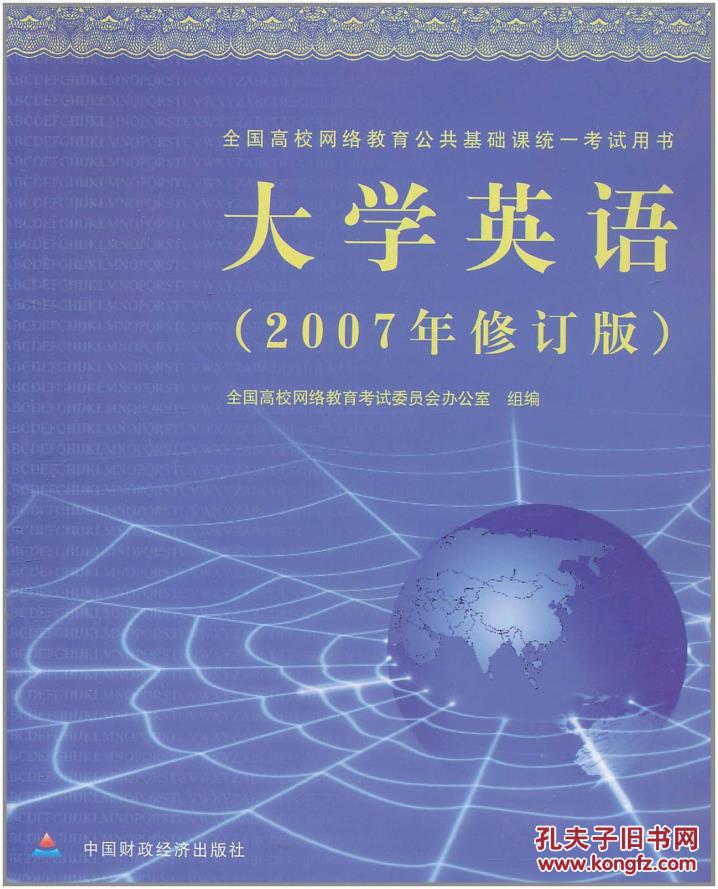 全国高校网络教育公共基础课统一考试用书
大学英语
（2007年修订版）
全国高校网络教育考试委员会办公室 组编
中国财政经济出版社
孔夫子旧书网
www.kongfz.com